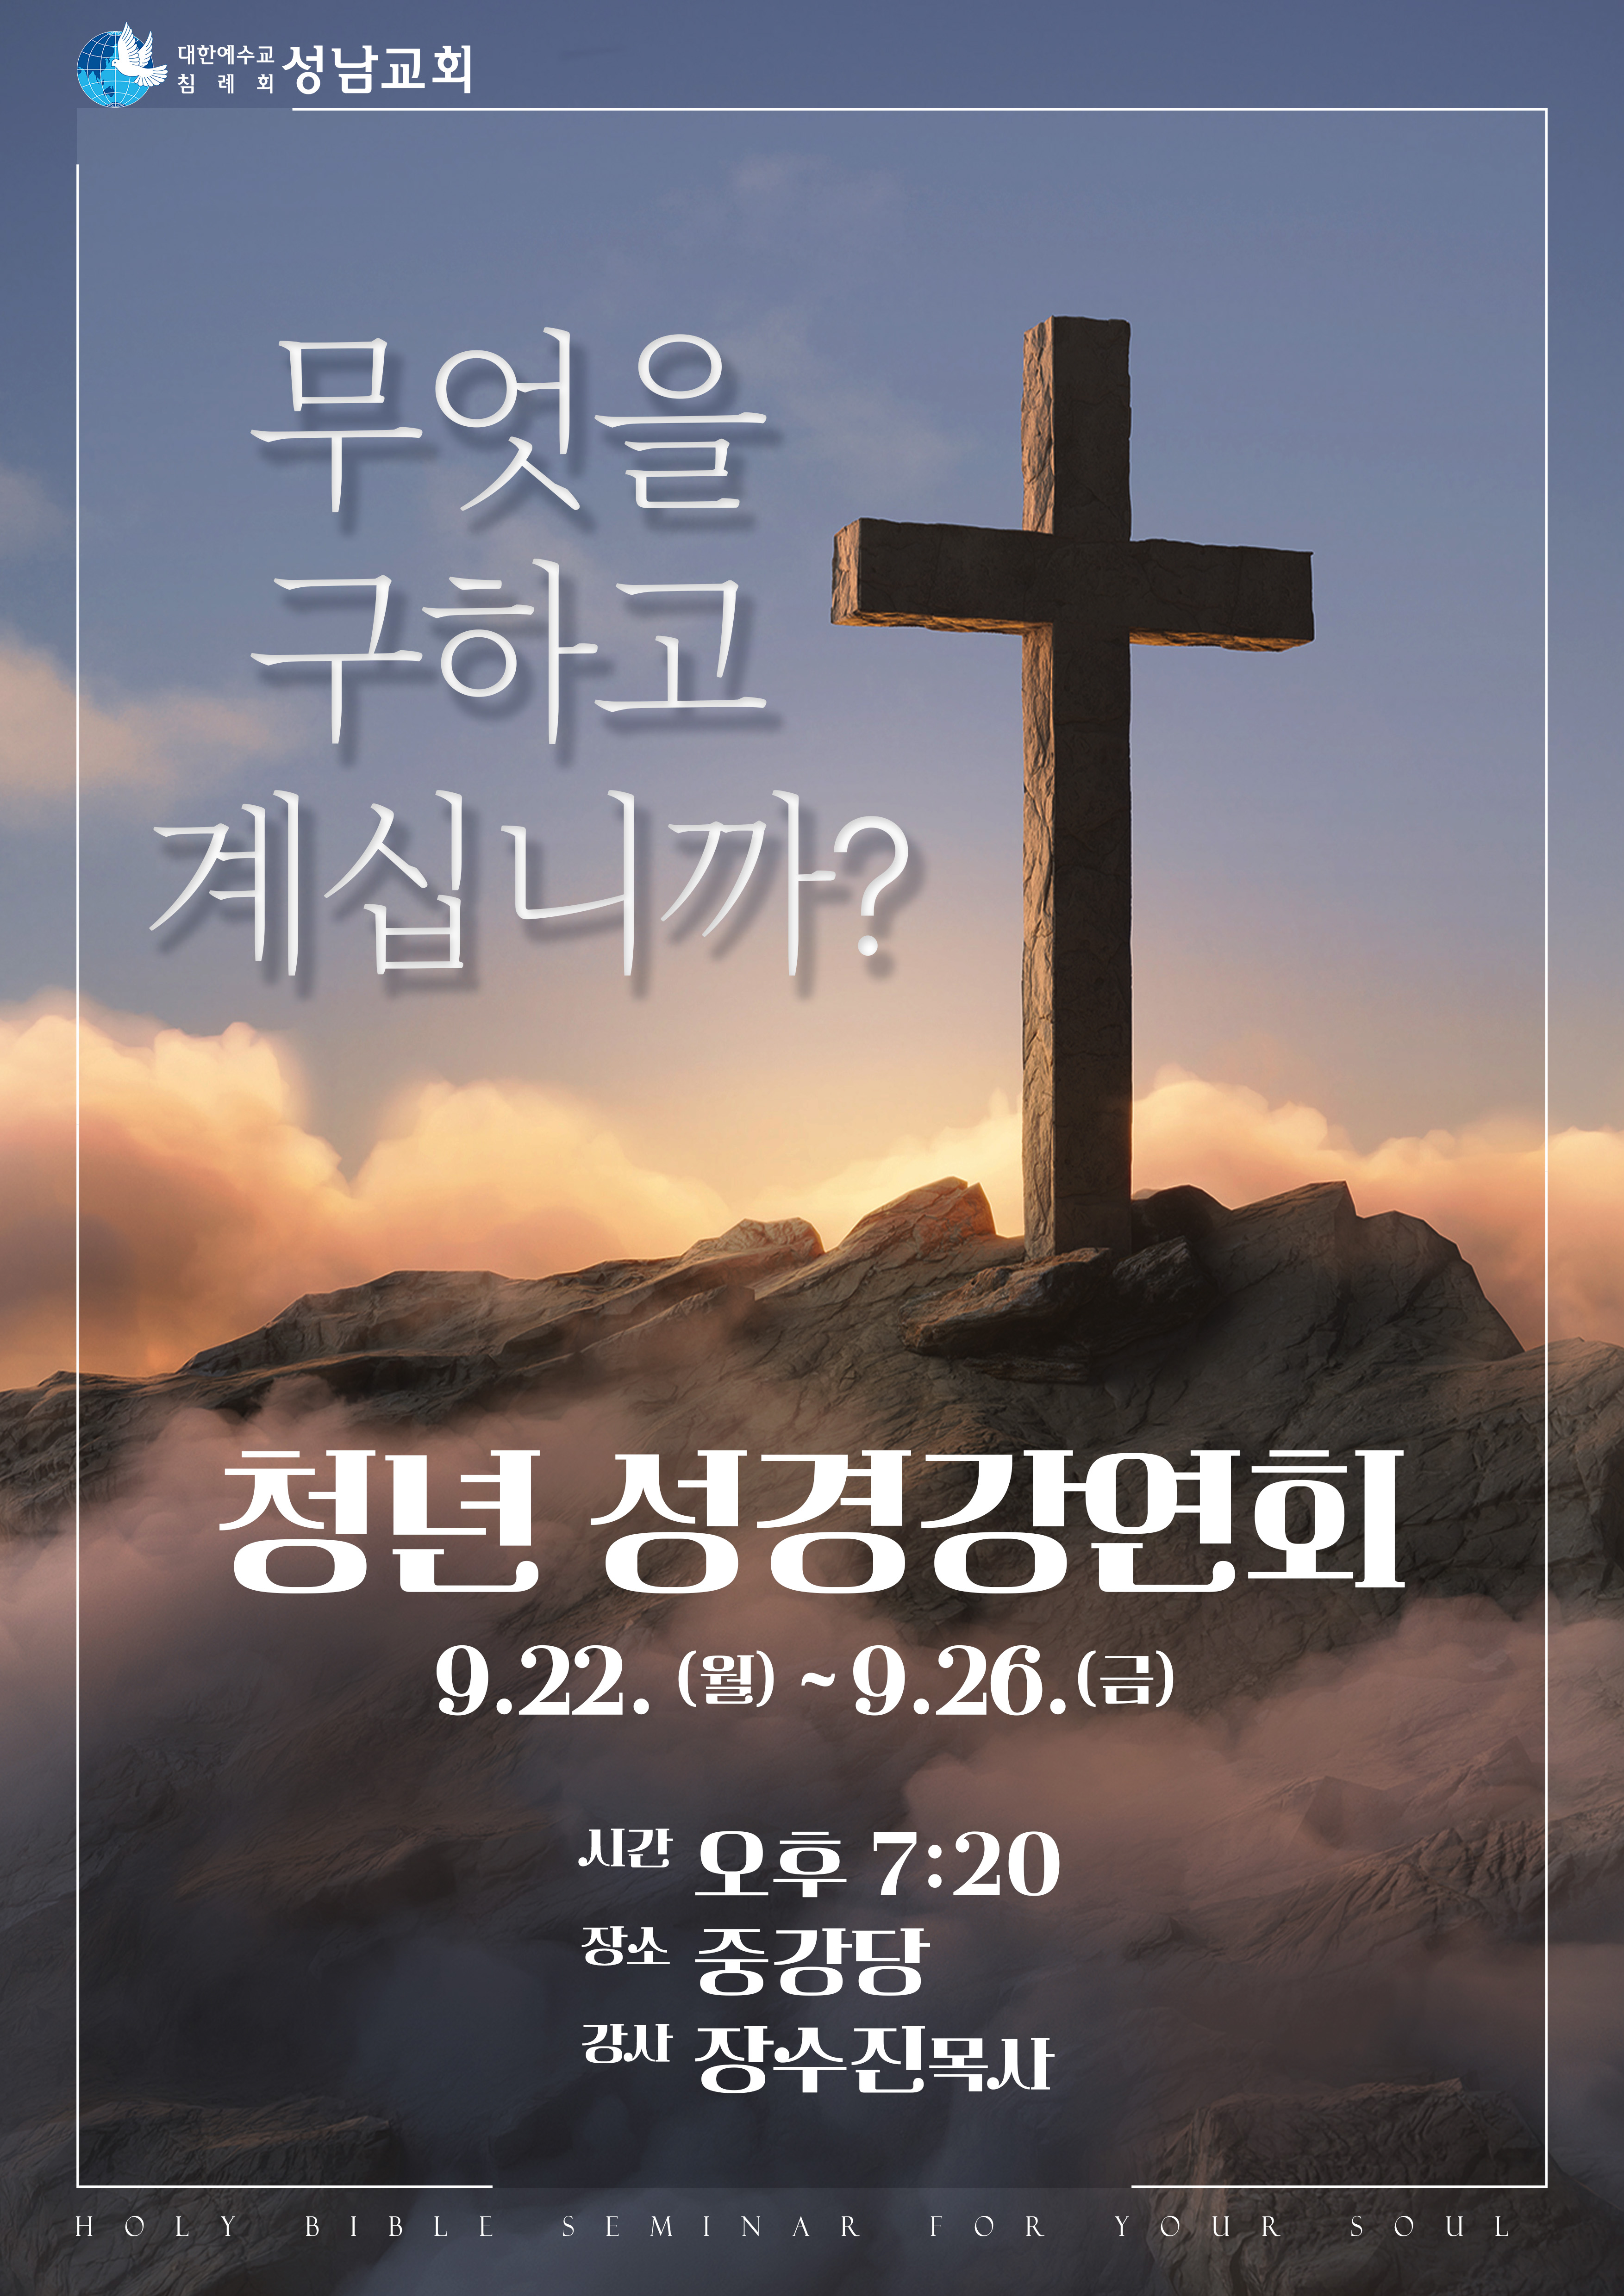 대한예수교
침례회 성남교회
무엇을
구하고
계십니까?
청년 성경강연회
9.22. (월) ~ 9.26. (금)
시간 오후 7:20
장소 중강당
강사 장수진목사
HOLY BIBLE SEMINAR FOR YOUR SOUL